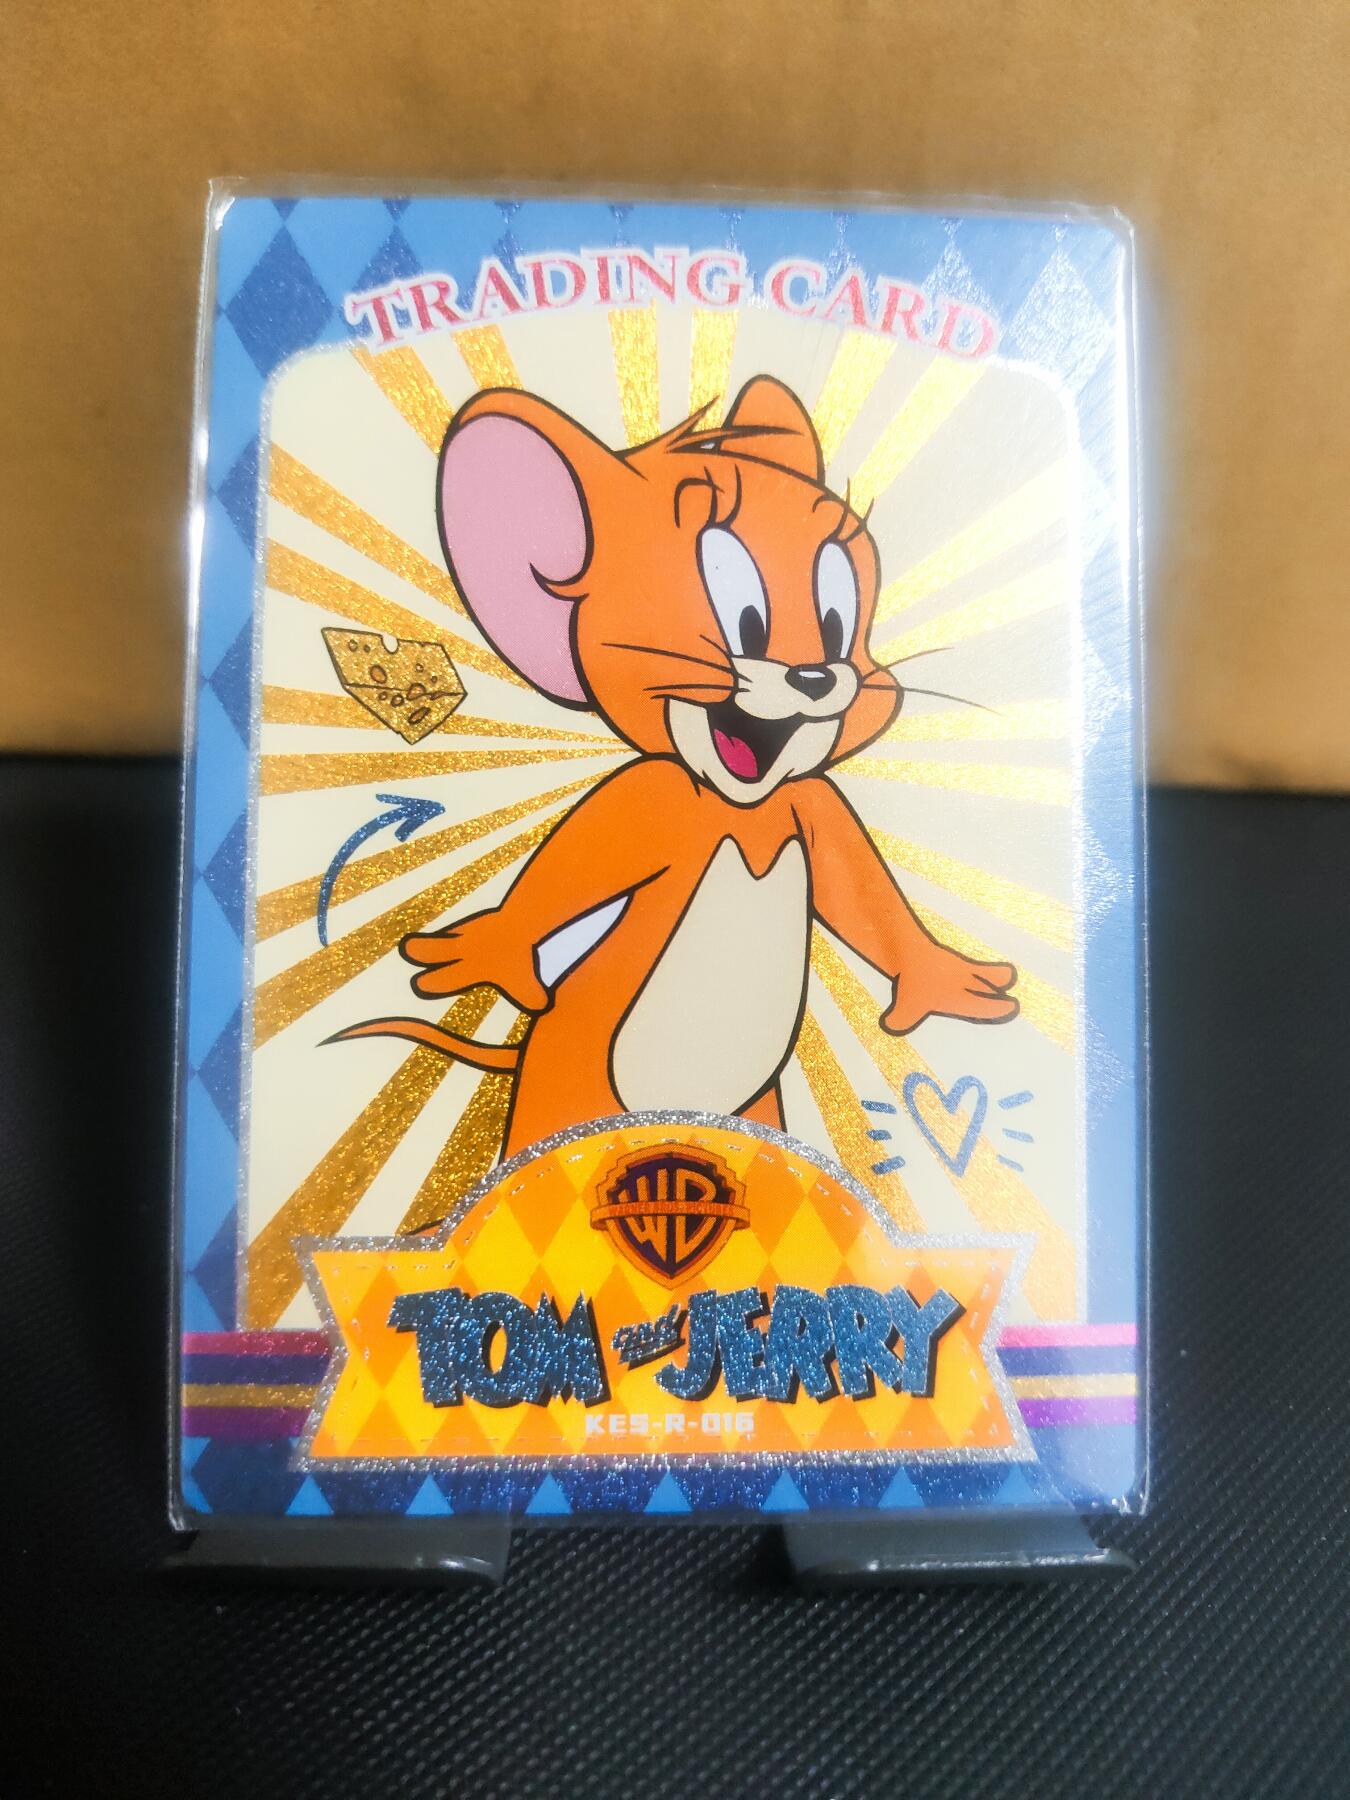 TRADING CARD
WB
TOM and JERRY
KES-R-016